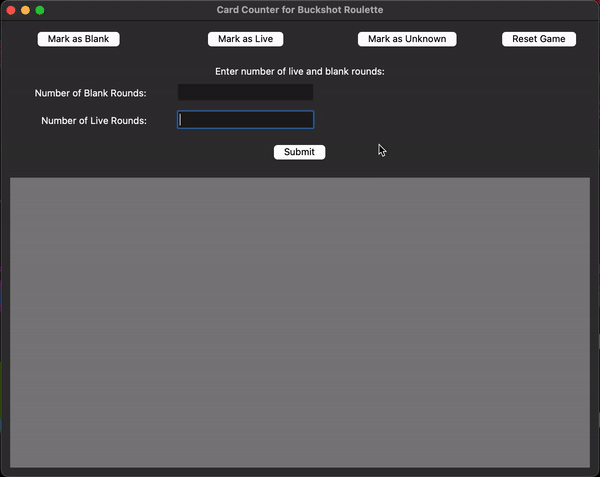 Card Counter for Buckshot Roulette
Mark as Blank Mark as Live Mark as Unknown Reset Game
Enter number of live and blank rounds:
Number of Blank Rounds:
Number of Live Rounds:
Submit